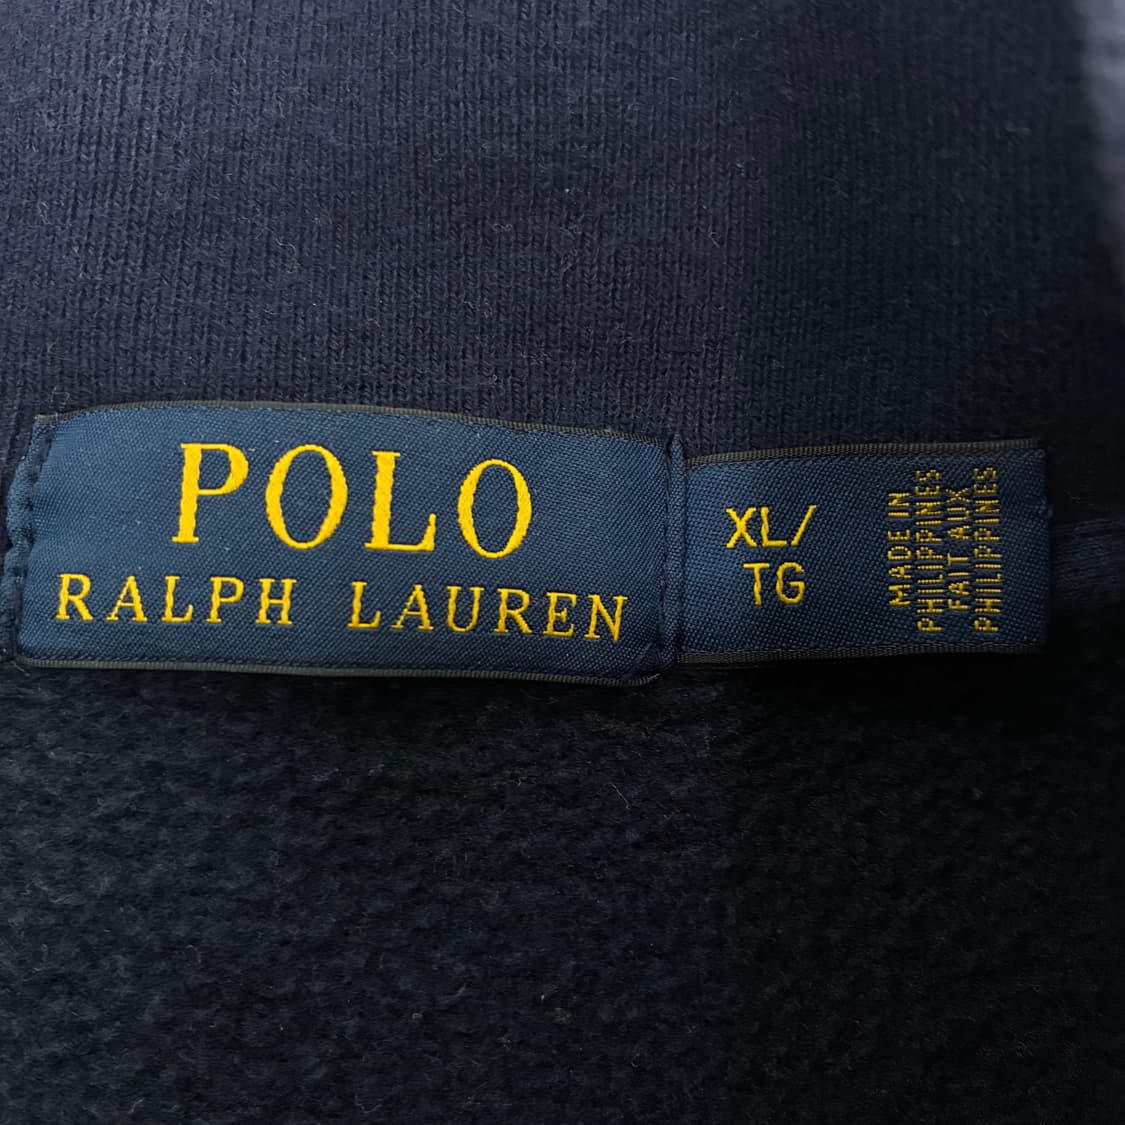 POLO
RALPH LAUREN
XL/
TG
MADE IN
PHILIPPINES
FAIT AUX
PHILIPPINES